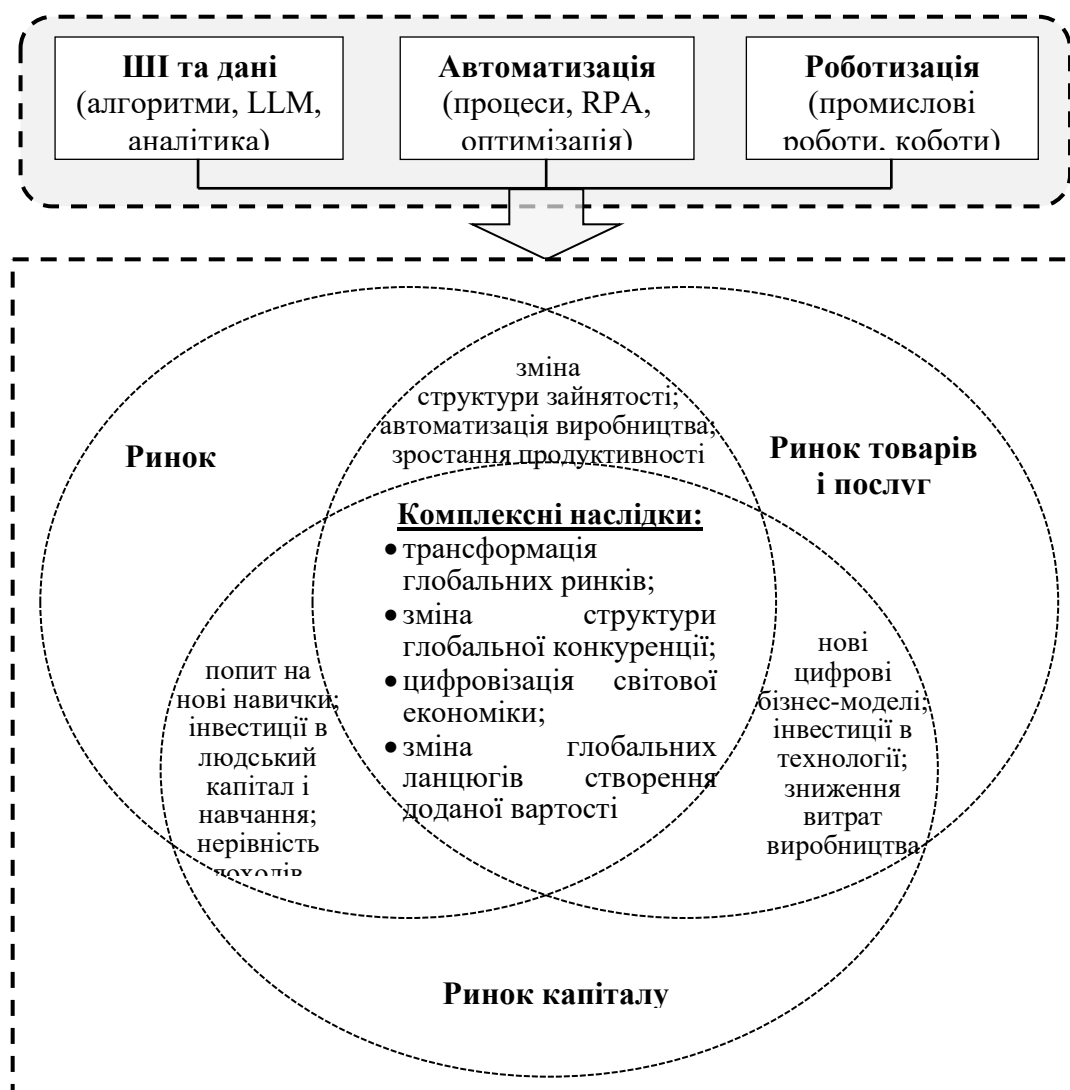 ШІ та дані
(алгоритми, LLM,
аналітика)
Автоматизація
(процеси, RPA,
оптимізація)
Роботизація
(промислові
роботи, коботи)
зміна
структури зайнятості;
автоматизація виробництва;
зростання продуктивності
Ринок
Ринок товарів
і послуг
Комплексні наслідки:
• трансформація
глобальних ринків;
• зміна структури
глобальної конкуренції;
• цифровізація світової
економіки;
• зміна глобальних
ланцюгів створення
доданої вартості
попит на
нові навички;
інвестиції в
людський
капітал і
навчання;
нерівність
доходів
нові
цифрові
бізнес-моделі;
інвестиції в
технології;
зниження
витрат
виробництва
Ринок капіталу